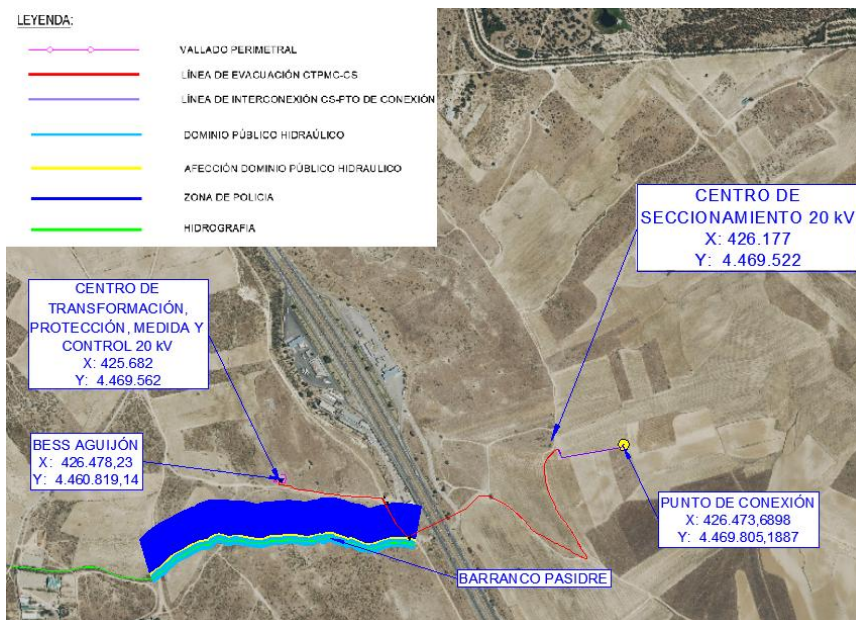 LEYENDA:
VALLADO PERIMETRAL
LÍNEA DE EVACUACIÓN CTPMC-CS
LÍNEA DE INTERCONEXIÓN CS-PTO DE CONEXIÓN
DOMINIO PÚBLICO HIDRAÚLICO
AFECCIÓN DOMINIO PÚBLICO HIDRAULICO
ZONA DE POLICIA
HIDROGRAFIA
CENTRO DE
SECCIONAMIENTO 20 kV
X: 426.177
Y: 4.469.522
CENTRO DE
TRANSFORMACIÓN,
PROTECCIÓN, MEDIDA Y
CONTROL 20 kV
X: 425.682
Y: 4.469.562
BESS AGUIJÓN
X: 426.478,23
Y: 4.460.819,14
PUNTO DE CONEXIÓN
X: 426.473,6898
Y: 4.469.805,1887
BARRANCO PASIDRE